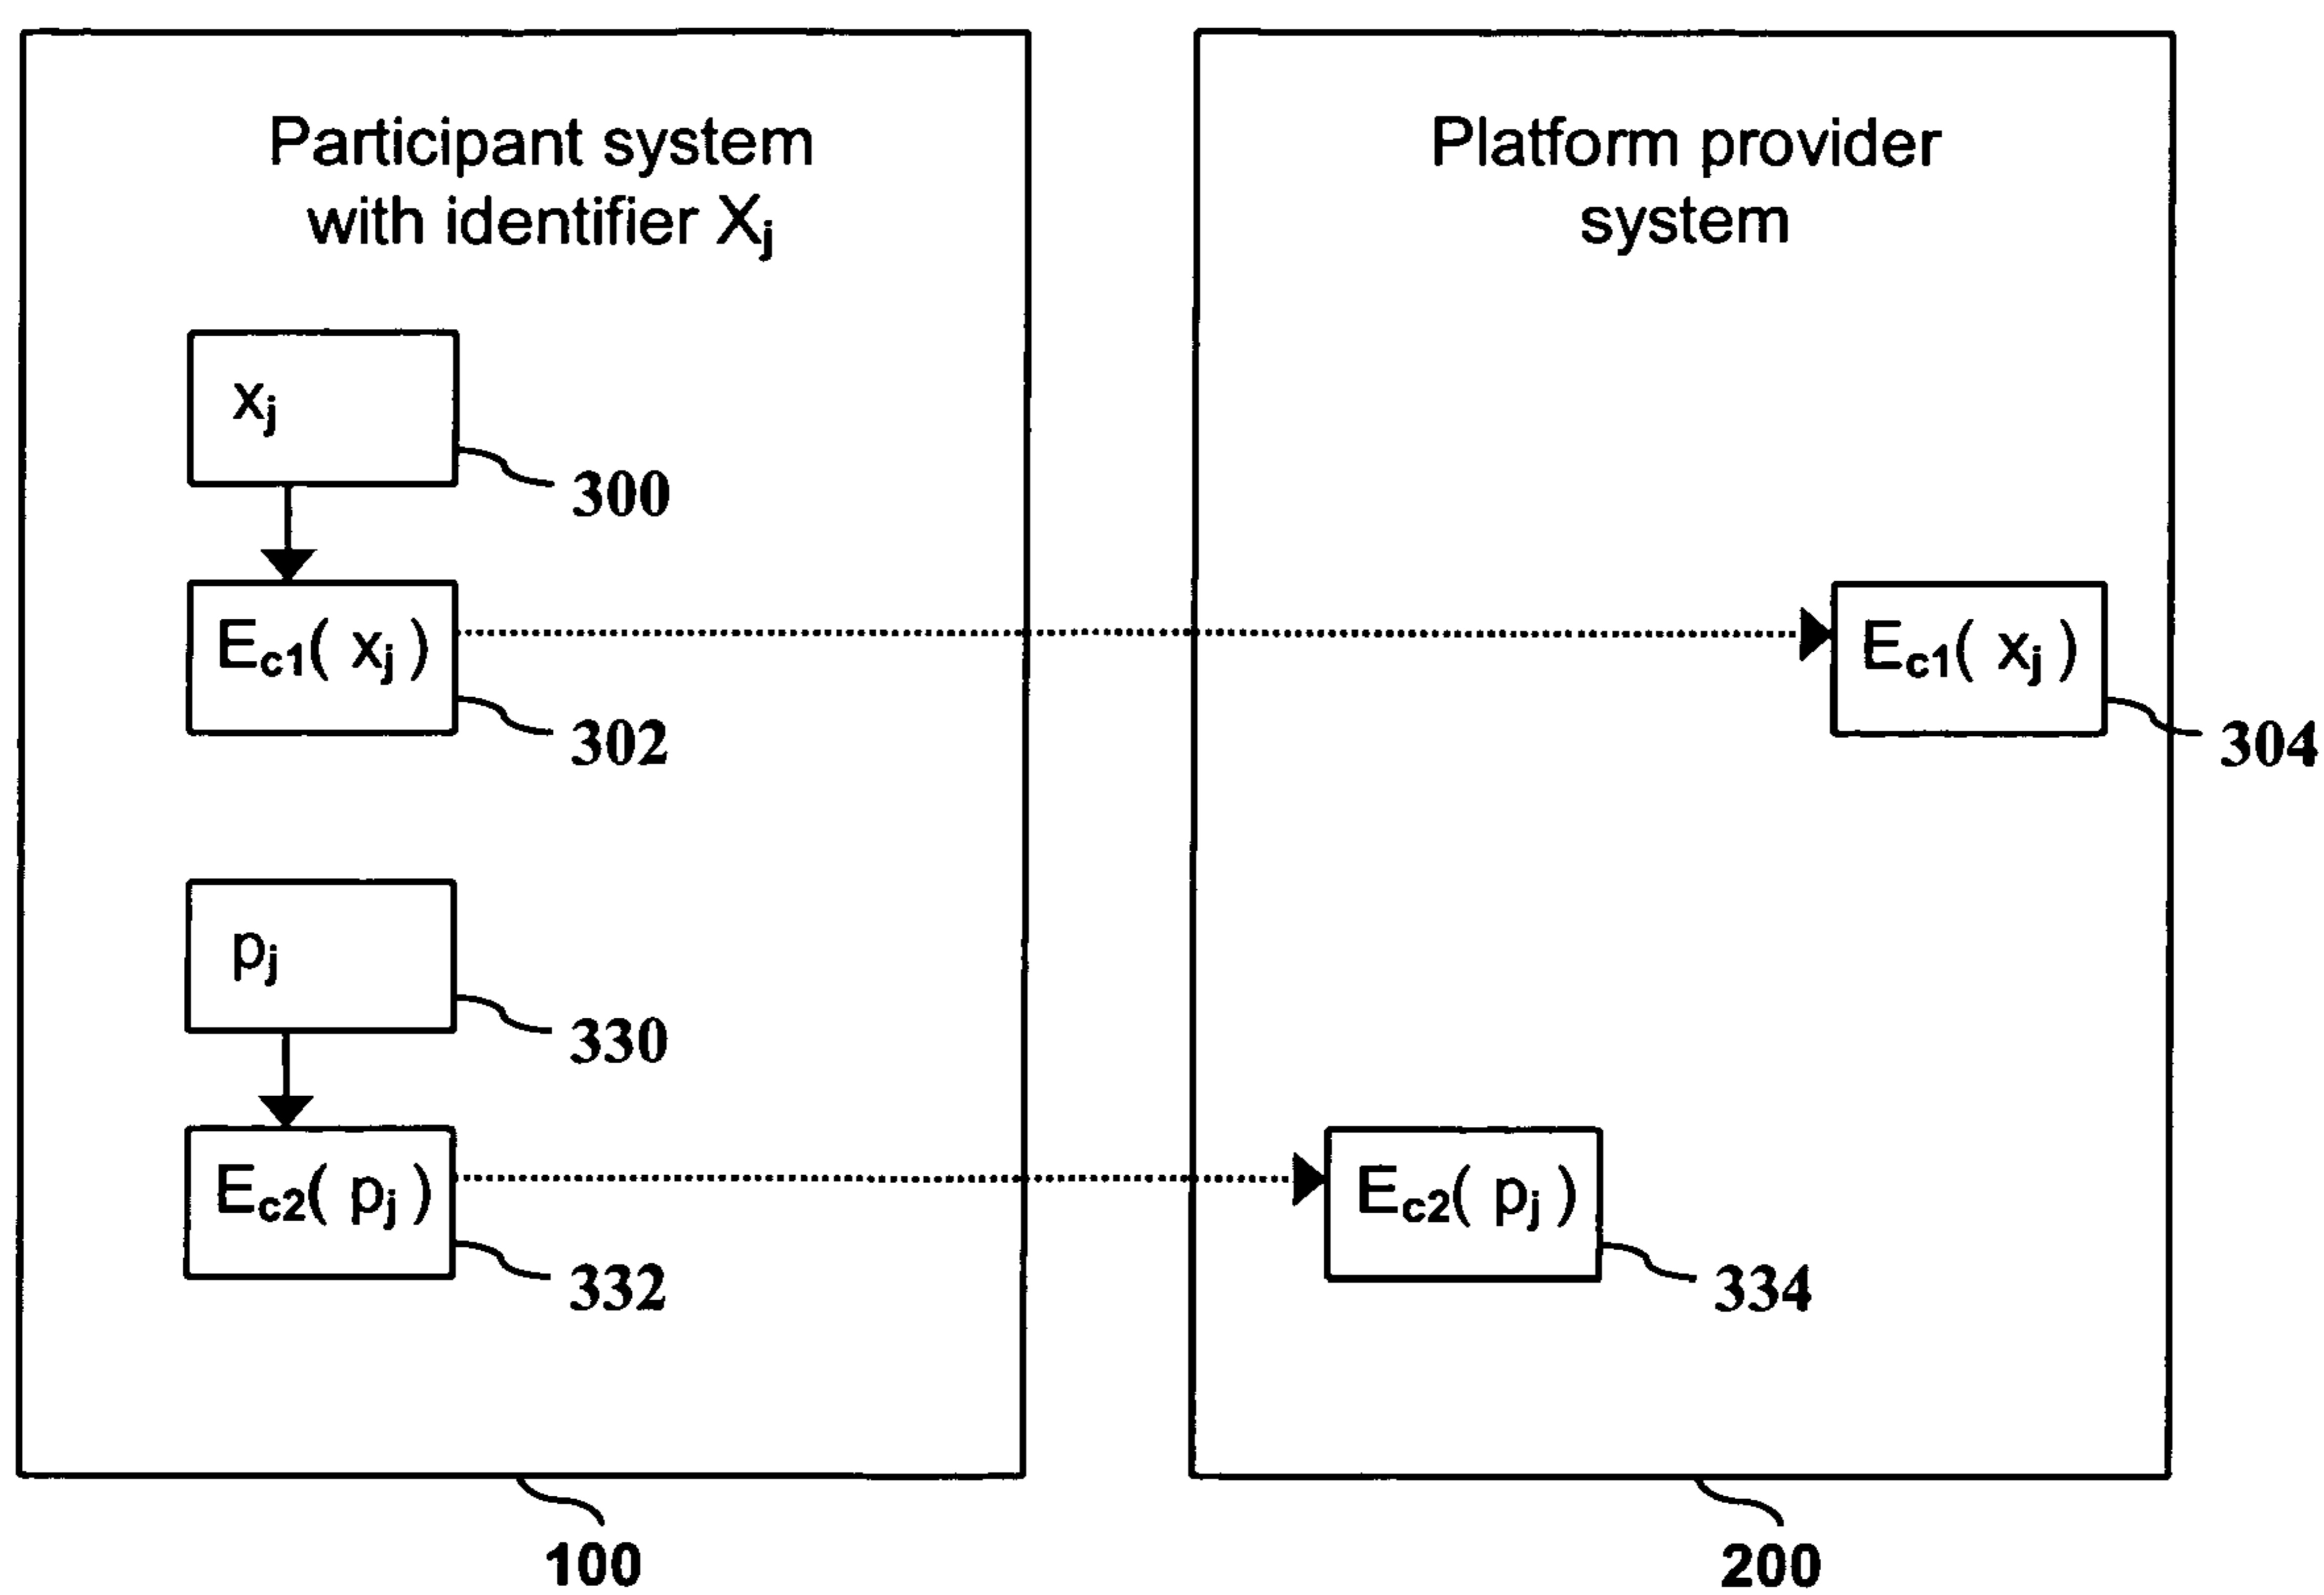 Participant system
with identifier Xj
Platform provider
system
xj
300
Ec1( xj )
302
Ec1( xj )
304
pj
330
Ec2( pj )
332
Ec2( pj )
334
100
200